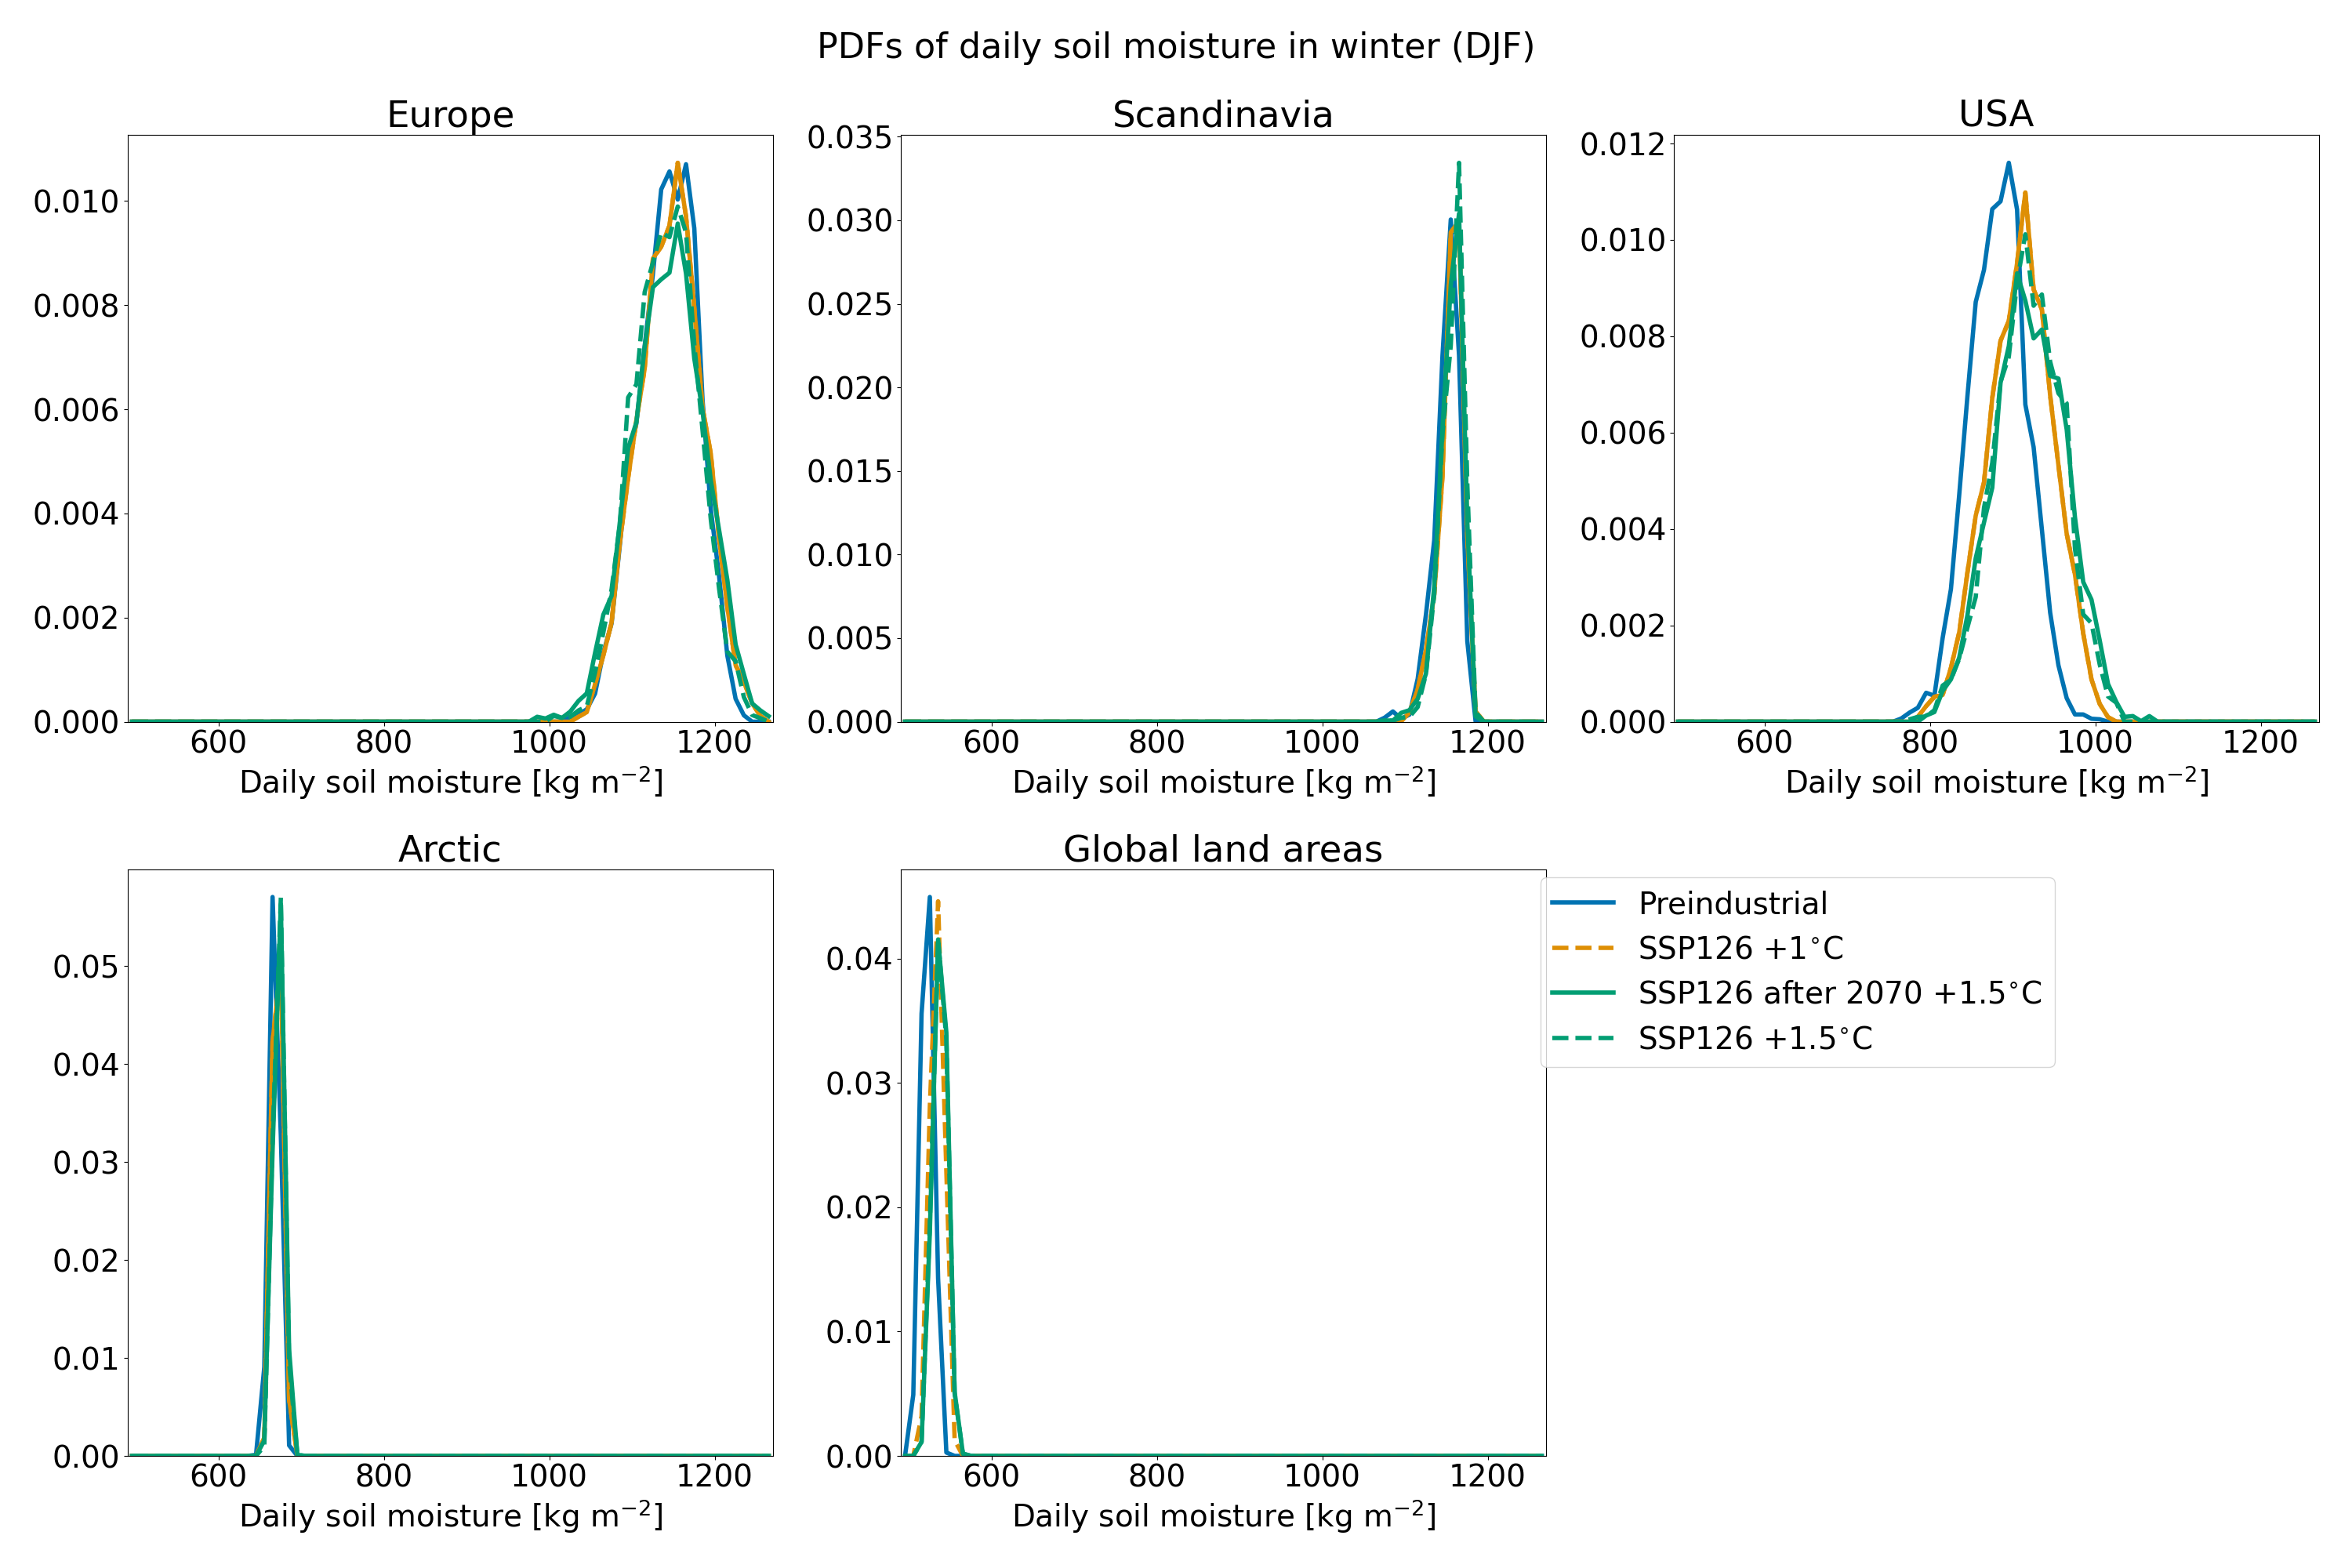 PDFs of daily soil moisture in winter (DJF)
Europe
0.010
0.008
0.006
0.004
0.002
0.000
600 800 1000 1200
Daily soil moisture [kg m⁻²]
Scandinavia
0.035
0.030
0.025
0.020
0.015
0.010
0.005
0.000
600 800 1000 1200
Daily soil moisture [kg m⁻²]
USA
0.012
0.010
0.008
0.006
0.004
0.002
0.000
600 800 1000 1200
Daily soil moisture [kg m⁻²]
Arctic
0.05
0.04
0.03
0.02
0.01
0.00
600 800 1000 1200
Daily soil moisture [kg m⁻²]
Global land areas
0.04
0.03
0.02
0.01
0.00
600 800 1000 1200
Daily soil moisture [kg m⁻²]
Preindustrial
SSP126 +1°C
SSP126 after 2070 +1.5°C
SSP126 +1.5°C